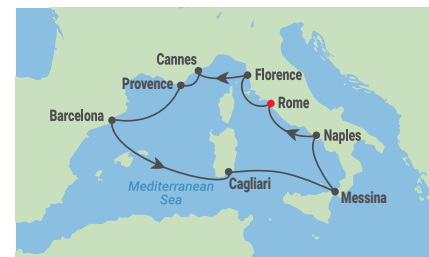 Cannes
Florence
Provence
Rome
Barcelona
Naples
Mediterranean
Sea
Cagliari
Messina